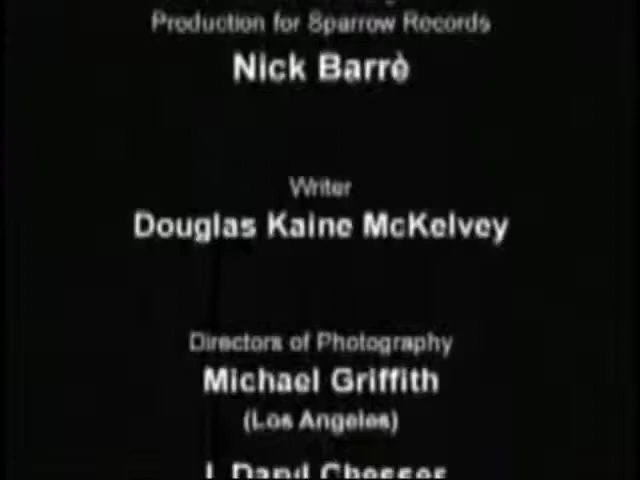 Production for Sparrow Records
Nick Barrè
Writer
Douglas Kaine McKelvey
Directors of Photography
Michael Griffith
(Los Angeles)